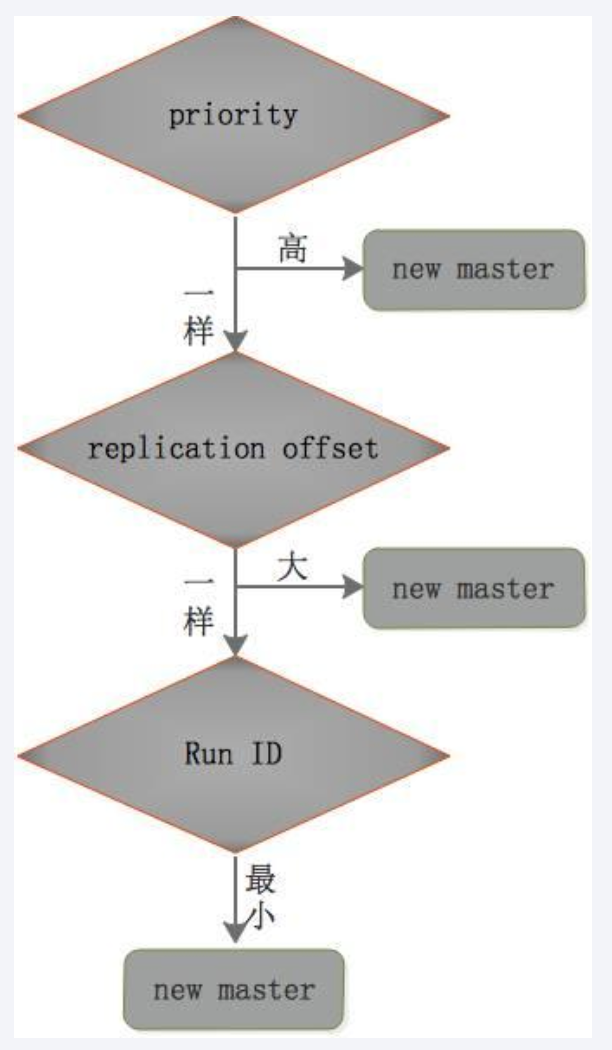 priority
高
new master
一
样
replication offset
大
new master
一
样
Run ID
最
小
new master